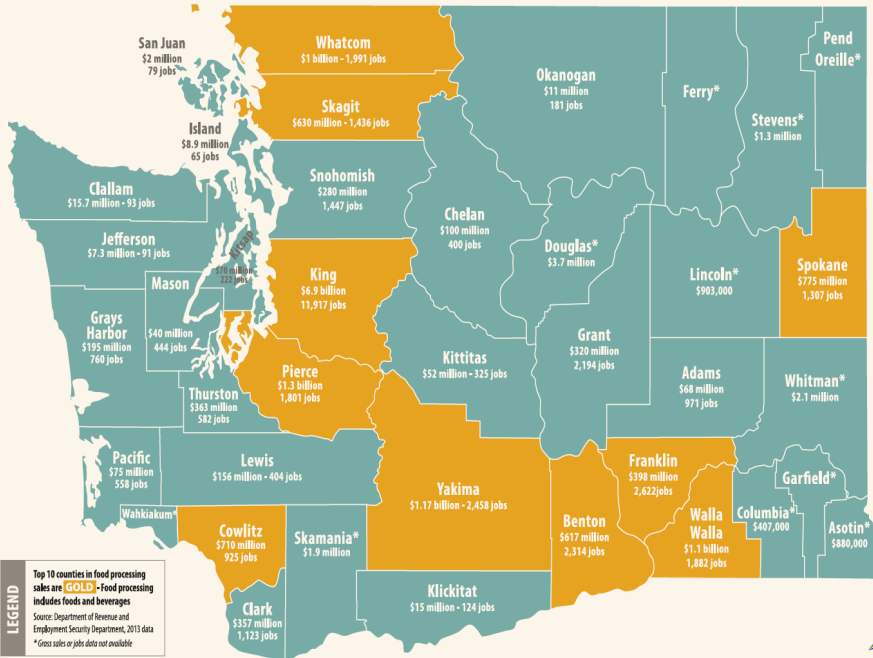 San Juan
$2 million
79 jobs
Whatcom
$1 billion - 1,991 jobs
Skagit
$630 million - 1,436 jobs
Island
$8.9 million
65 jobs
Okanogan
$11 million
181 jobs
Ferry*
Stevens*
$1.3 million
Pend
Oreille*
Snohomish
$280 million
1,447 jobs
Clallam
$15.7 million - 93 jobs
Chelan
$100 million
400 jobs
Jefferson
$7.3 million - 91 jobs
Kitsap
$70 million
222 jobs
Douglas*
$3.7 million
Lincoln*
$903,000
Spokane
$775 million
1,307 jobs
King
$6.9 billion
11,917 jobs
Mason
$40 million
444 jobs
Grays
Harbor
$195 million
760 jobs
Grant
$320 million
2,194 jobs
Kittitas
$52 million - 325 jobs
Pierce
$1.3 billion
1,801 jobs
Adams
$68 million
971 jobs
Whitman*
$2.1 million
Thurston
$363 million
582 jobs
Pacific
$75 million
558 jobs
Lewis
$156 million - 404 jobs
Yakima
$1.17 billion - 2,458 jobs
Franklin
$398 million
2,622jobs
Garfield*
Wahkiakum*
Cowlitz
$710 million
925 jobs
Skamania*
$1.9 million
Benton
$617 million
2,314 jobs
Walla
Walla
$1.1 billion
1,882 jobs
Columbia*
$407,000
Asotin*
$880,000
Clark
$357 million
1,123 jobs
Klickitat
$15 million - 124 jobs
LEGEND
Top 10 counties in food processing
sales are GOLD - Food processing
includes foods and beverages
Source: Department of Revenue and
Employment Security Department, 2013 data
* Gross sales or jobs data not available